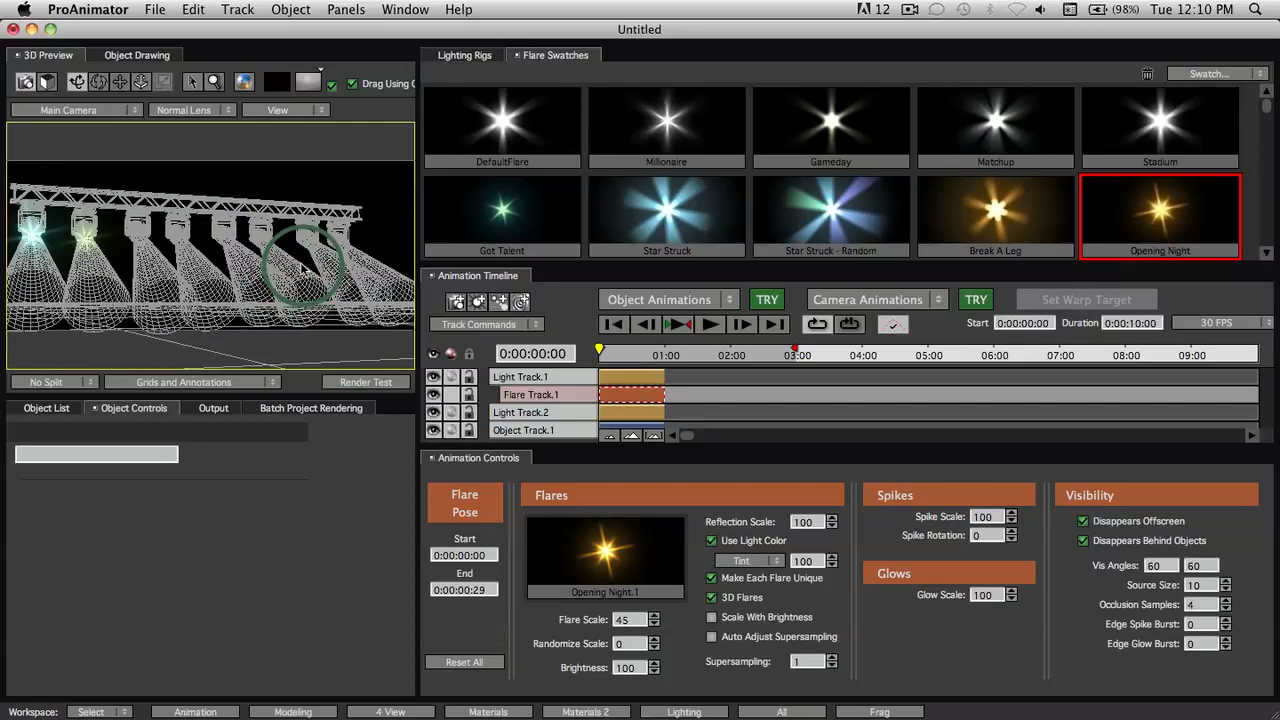 ProAnimator File Edit Track Object Panels Window Help 12 (98%) Tue 12:10 PM
Untitled
3D Preview Object Drawing
Drag Using C
Main Camera Normal Lens View
No Split Grids and Annotations Render Test
Object List Object Controls Output Batch Project Rendering
Lighting Rigs Flare Swatches
Swatch...
DefaultFlare Millionaire Gameday Matchup Stadium
Got Talent Star Struck Star Struck - Random Break A Leg Opening Night
Animation Timeline
Object Animations TRY Camera Animations TRY Set Warp Target
Track Commands Start 0:00:00:00 Duration 0:00:10:00 30 FPS
0:00:00:00 01:00 02:00 03:00 04:00 05:00 06:00 07:00 08:00 09:00
Light Track.1
Flare Track.1
Light Track.2
Object Track.1
Animation Controls
Flare Pose
Start
0:00:00:00
End
0:00:00:29
Reset All
Flares
Opening Night.1
Flare Scale: 45
Randomize Scale: 0
Brightness: 100
Reflection Scale: 100
Use Light Color
Tint 100
Make Each Flare Unique
3D Flares
Scale With Brightness
Auto Adjust Supersampling
Supersampling: 1
Spikes
Spike Scale: 100
Spike Rotation: 0
Glows
Glow Scale: 100
Visibility
Disappears Offscreen
Disappears Behind Objects
Vis Angles: 60 60
Source Size: 10
Occlusion Samples: 4
Edge Spike Burst: 0
Edge Glow Burst: 0
Workspace: Select Animation Modeling 4 View Materials Materials 2 Lighting All Frag